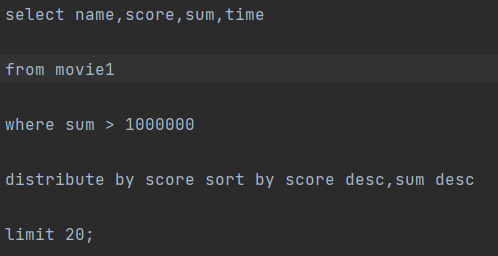 select name,score,sum,time
from movie1
where sum > 1000000
distribute by score sort by score desc,sum desc
limit 20;